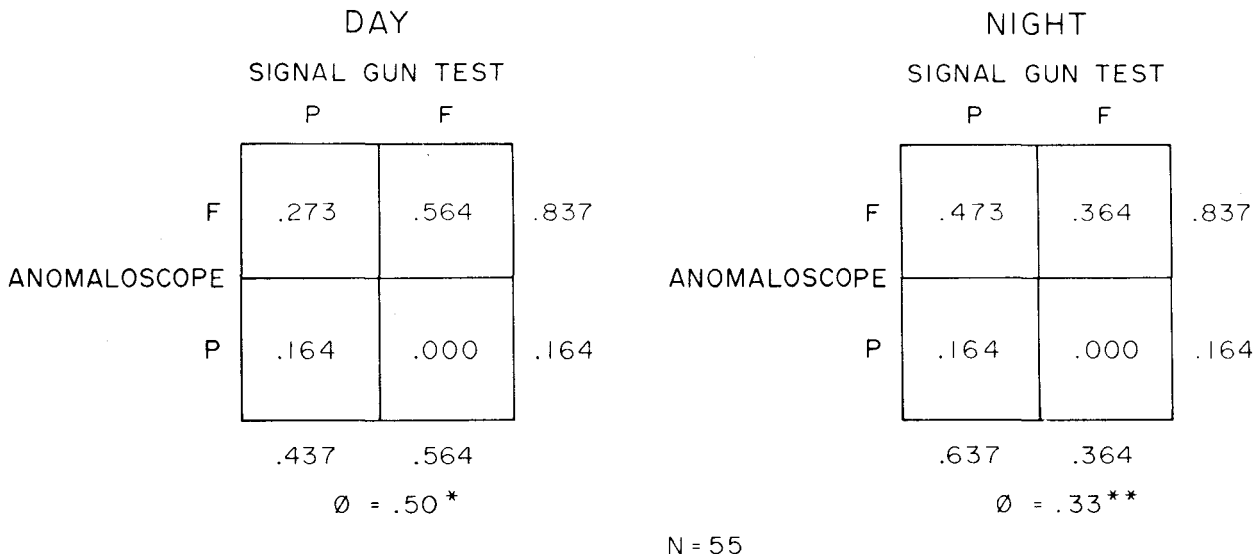 DAY
SIGNAL GUN TEST
P F
F .273 .564 .837
ANOMALOSCOPE
P .164 .000 .164
.437 .564
Ø = .50*
NIGHT
SIGNAL GUN TEST
P F
F .473 .364 .837
ANOMALOSCOPE
P .164 .000 .164
.637 .364
Ø = .33**
N = 55